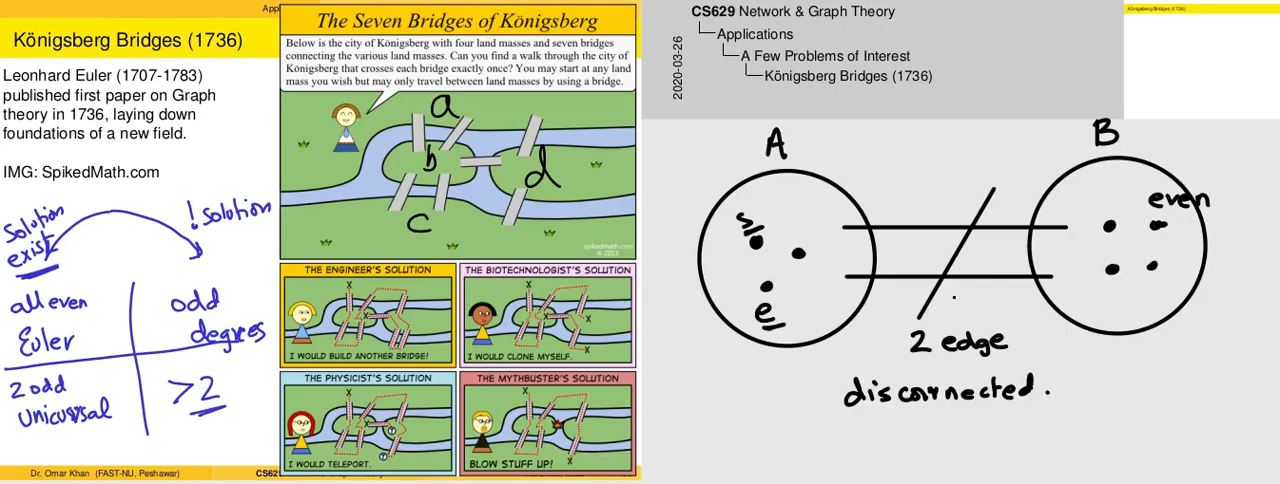 App
Königsberg Bridges (1736)
Leonhard Euler (1707-1783)
published first paper on Graph
theory in 1736, laying down
foundations of a new field.
IMG: SpikedMath.com
Solution
exist
! Solution
all even
Euler
odd
degrees
2 odd
Unicursal
>2
Dr. Omar Khan (FAST-NU, Peshawar)
CS629
The Seven Bridges of Königsberg
Below is the city of Königsberg with four land masses and seven bridges
connecting the various land masses. Can you find a walk through the city of
Königsberg that crosses each bridge exactly once? You may start at any land
mass you wish but may only travel between land masses by using a bridge.
a
b
d
c
spikedmath.com
© 2013
THE ENGINEER'S SOLUTION
X
X
I WOULD BUILD ANOTHER BRIDGE!
THE BIOTECHNOLOGIST'S SOLUTION
X
X
X
I WOULD CLONE MYSELF.
THE PHYSICIST'S SOLUTION
X
X
T
T
I WOULD TELEPORT.
THE MYTHBUSTER'S SOLUTION
X
X
BLOW STUFF UP!
2020-03-26
CS629 Network & Graph Theory
Applications
A Few Problems of Interest
Königsberg Bridges (1736)
Königsberg Bridges (1736)
A
B
S
e
even
2 edge
disconnected.